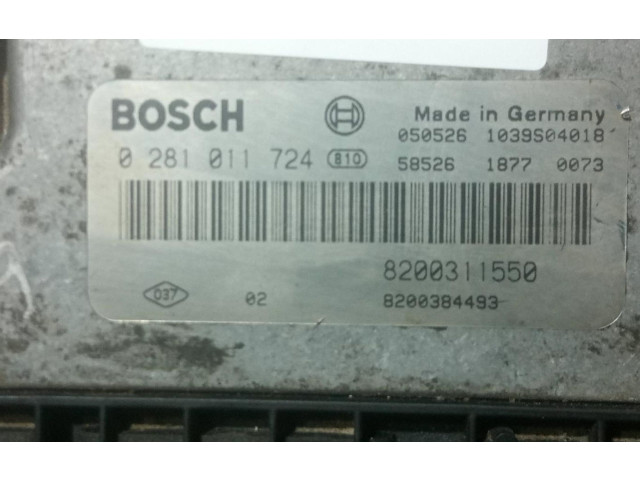 BOSCH
Made in Germany
050526 1039S04018
0 281 011 724 810
58526 1877 0073
8200311550
037 02 8200384493